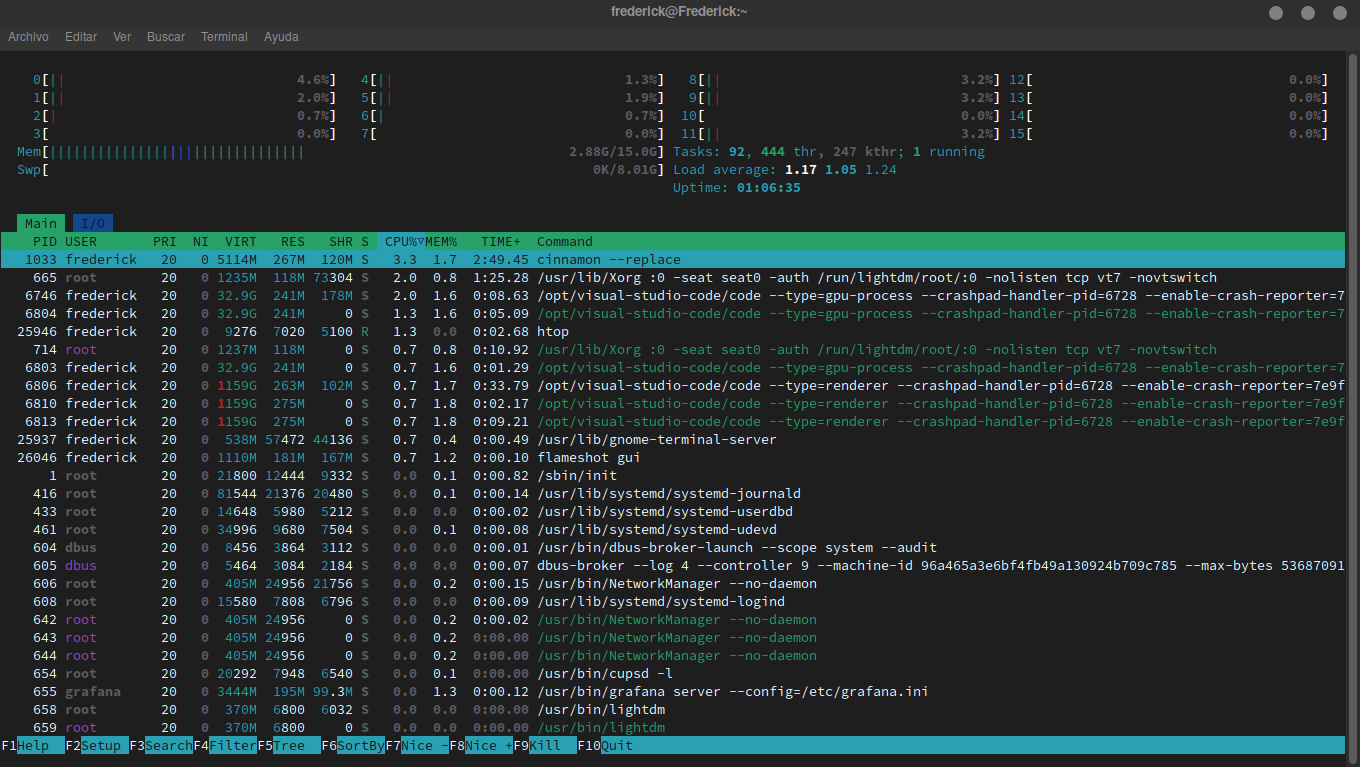 frederick@Frederick:~
Archivo Editar Ver Buscar Terminal Ayuda
0[|| 4.6%] 4[|| 1.3%] 8[|| 3.2%] 12[ 0.0%]
1[|| 2.0%] 5[|| 1.9%] 9[|| 3.2%] 13[ 0.0%]
2[| 0.7%] 6[| 0.7%] 10[ 0.0%] 14[ 0.0%]
3[ 0.0%] 7[ 0.0%] 11[|| 3.2%] 15[ 0.0%]
Mem[|||||||||||||||||||||||||||||||| 2.88G/15.0G] Tasks: 92, 444 thr, 247 kthr; 1 running
Swp[ 0K/8.01G] Load average: 1.17 1.05 1.24
Uptime: 01:06:35
Main I/O
PID USER PRI NI VIRT RES SHR S CPU%▽MEM% TIME+ Command
1033 frederick 20 0 5114M 267M 120M S 3.3 1.7 2:49.45 cinnamon --replace
665 root 20 0 1235M 118M 73304 S 2.0 0.8 1:25.28 /usr/lib/Xorg :0 -seat seat0 -auth /run/lightdm/root/:0 -nolisten tcp vt7 -novtswitch
6746 frederick 20 0 32.9G 241M 178M S 2.0 1.6 0:08.63 /opt/visual-studio-code/code --type=gpu-process --crashpad-handler-pid=6728 --enable-crash-reporter=7
6804 frederick 20 0 32.9G 241M 0 S 1.3 1.6 0:05.09 /opt/visual-studio-code/code --type=gpu-process --crashpad-handler-pid=6728 --enable-crash-reporter=7
25946 frederick 20 0 9276 7020 5100 R 1.3 0.0 0:02.68 htop
714 root 20 0 1237M 118M 0 S 0.7 0.8 0:10.92 /usr/lib/Xorg :0 -seat seat0 -auth /run/lightdm/root/:0 -nolisten tcp vt7 -novtswitch
6803 frederick 20 0 32.9G 241M 0 S 0.7 1.6 0:01.29 /opt/visual-studio-code/code --type=gpu-process --crashpad-handler-pid=6728 --enable-crash-reporter=7
6806 frederick 20 0 1159G 263M 102M S 0.7 1.7 0:33.79 /opt/visual-studio-code/code --type=renderer --crashpad-handler-pid=6728 --enable-crash-reporter=7e9f
6810 frederick 20 0 1159G 275M 0 S 0.7 1.8 0:02.17 /opt/visual-studio-code/code --type=renderer --crashpad-handler-pid=6728 --enable-crash-reporter=7e9f
6813 frederick 20 0 1159G 275M 0 S 0.7 1.8 0:09.21 /opt/visual-studio-code/code --type=renderer --crashpad-handler-pid=6728 --enable-crash-reporter=7e9f
25937 frederick 20 0 538M 57472 44136 S 0.7 0.4 0:00.49 /usr/lib/gnome-terminal-server
26046 frederick 20 0 1110M 181M 167M S 0.7 1.2 0:00.10 flameshot gui
1 root 20 0 21800 12444 9332 S 0.0 0.1 0:00.82 /sbin/init
416 root 20 0 81544 21376 20480 S 0.0 0.1 0:00.14 /usr/lib/systemd/systemd-journald
433 root 20 0 14648 5980 5212 S 0.0 0.0 0:00.02 /usr/lib/systemd/systemd-userdbd
461 root 20 0 34996 9680 7504 S 0.0 0.1 0:00.08 /usr/lib/systemd/systemd-udevd
604 dbus 20 0 8456 3864 3112 S 0.0 0.0 0:00.01 /usr/bin/dbus-broker-launch --scope system --audit
605 dbus 20 0 5464 3084 2184 S 0.0 0.0 0:00.07 dbus-broker --log 4 --controller 9 --machine-id 96a465a3e6bf4fb49a130924b709c785 --max-bytes 53687091
606 root 20 0 405M 24956 21756 S 0.0 0.2 0:00.15 /usr/bin/NetworkManager --no-daemon
608 root 20 0 15580 7808 6796 S 0.0 0.0 0:00.09 /usr/lib/systemd/systemd-logind
642 root 20 0 405M 24956 0 S 0.0 0.2 0:00.02 /usr/bin/NetworkManager --no-daemon
643 root 20 0 405M 24956 0 S 0.0 0.2 0:00.00 /usr/bin/NetworkManager --no-daemon
644 root 20 0 405M 24956 0 S 0.0 0.2 0:00.00 /usr/bin/NetworkManager --no-daemon
654 root 20 0 20292 7948 6540 S 0.0 0.1 0:00.00 /usr/bin/cupsd -l
655 grafana 20 0 3444M 195M 99.3M S 0.0 1.3 0:00.12 /usr/bin/grafana server --config=/etc/grafana.ini
658 root 20 0 370M 6800 6032 S 0.0 0.0 0:00.00 /usr/bin/lightdm
659 root 20 0 370M 6800 0 S 0.0 0.0 0:00.00 /usr/bin/lightdm
F1Help F2Setup F3SearchF4FilterF5Tree F6SortByF7Nice -F8Nice +F9Kill F10Quit